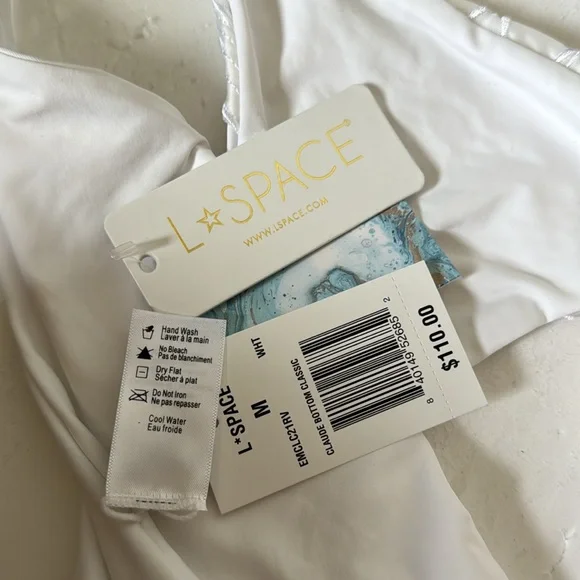 L★SPACE
WWW.LSPACE.COM
Hand Wash
Laver à la main
No Bleach
Pas de blanchiment
Dry Flat
Sécher à plat
Do Not Iron
Ne pas repasser
Cool Water
Eau froide
L★SPACE
WHT
M
EMCLC21RV
CLAUDE BOTTOM CLASSIC
8 40149 52685 2
$110.00